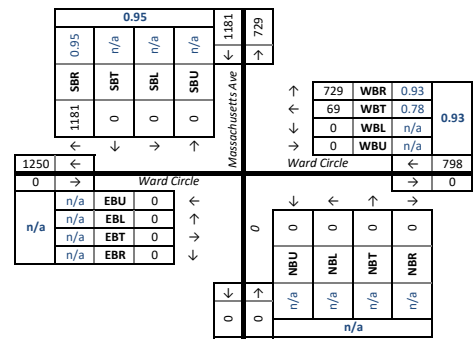 0.95
0.95 n/a n/a n/a
SBR SBT SBL SBU
1181 0 0 0
← ↓ → ↑
1181 729
↓ ↑
Massachusetts Ave
↑ 729 WBR 0.93
← 69 WBT 0.78
↓ 0 WBL n/a
→ 0 WBU n/a
0.93
1250 ←
Ward Circle ← 798
0 → Ward Circle
→ 0
n/a
n/a EBU 0 ←
n/a EBL 0 ↑
n/a EBT 0 →
n/a EBR 0 ↓
0
↓ ← ↑ →
0 0 0 0
NBU NBL NBT NBR
n/a n/a n/a n/a
n/a
↓ ↑
0 0